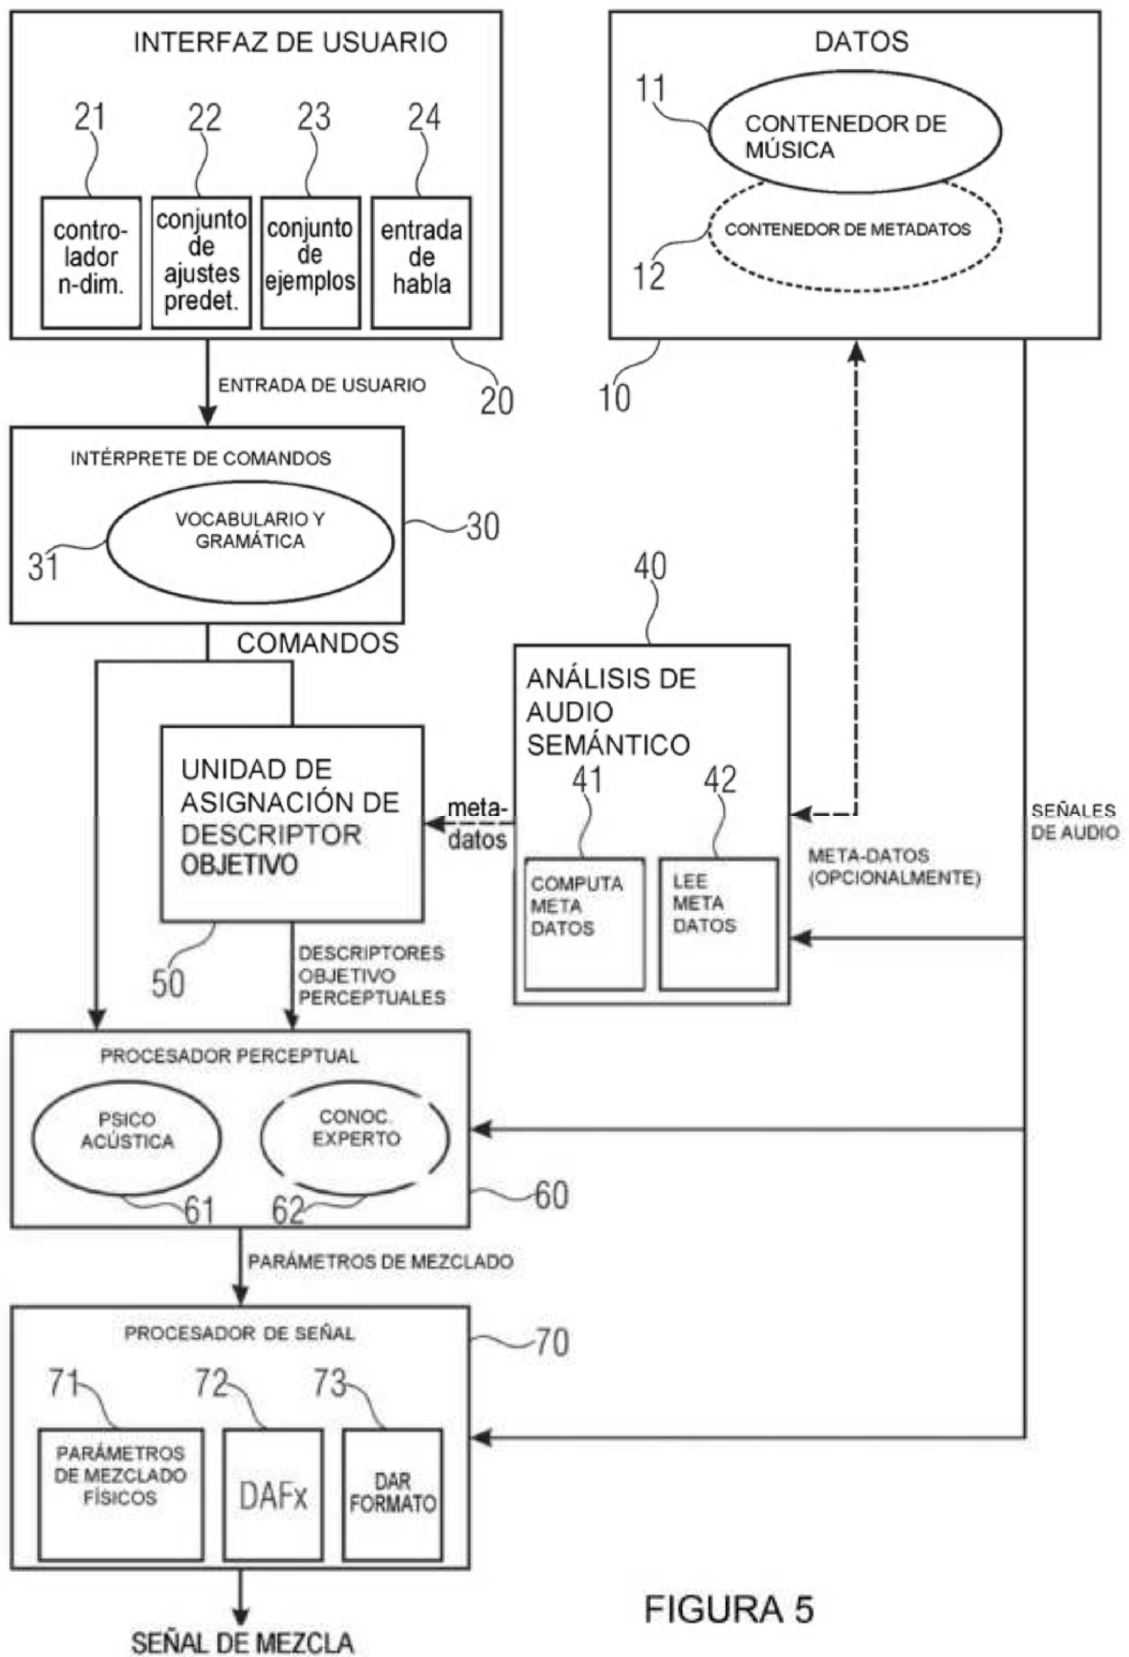 INTERFAZ DE USUARIO
21
22
23
24
contro-
lador
n-dim.
conjunto
de
ajustes
predet.
conjunto
de
ejemplos
entrada
de
habla
20
DATOS
11
CONTENEDOR DE
MÚSICA
CONTENEDOR DE METADATOS
12
10
ENTRADA DE USUARIO
INTÉRPRETE DE COMANDOS
VOCABULARIO Y
GRAMÁTICA
31
30
COMANDOS
40
ANÁLISIS DE
AUDIO
SEMÁNTICO
41
42
COMPUTA
META
DATOS
LEE
META
DATOS
UNIDAD DE
ASIGNACIÓN DE
DESCRIPTOR
OBJETIVO
50
meta-
datos
META-DATOS
(OPCIONALMENTE)
SEÑALES
DE AUDIO
DESCRIPTORES
OBJETIVO
PERCEPTUALES
PROCESADOR PERCEPTUAL
PSICO
ACÚSTICA
CONOC.
EXPERTO
61
62
60
PARÁMETROS DE MEZCLADO
PROCESADOR DE SEÑAL
70
71
72
73
PARÁMETROS
DE MEZCLADO
FÍSICOS
DAFx
DAR
FORMATO
SEÑAL DE MEZCLA
FIGURA 5